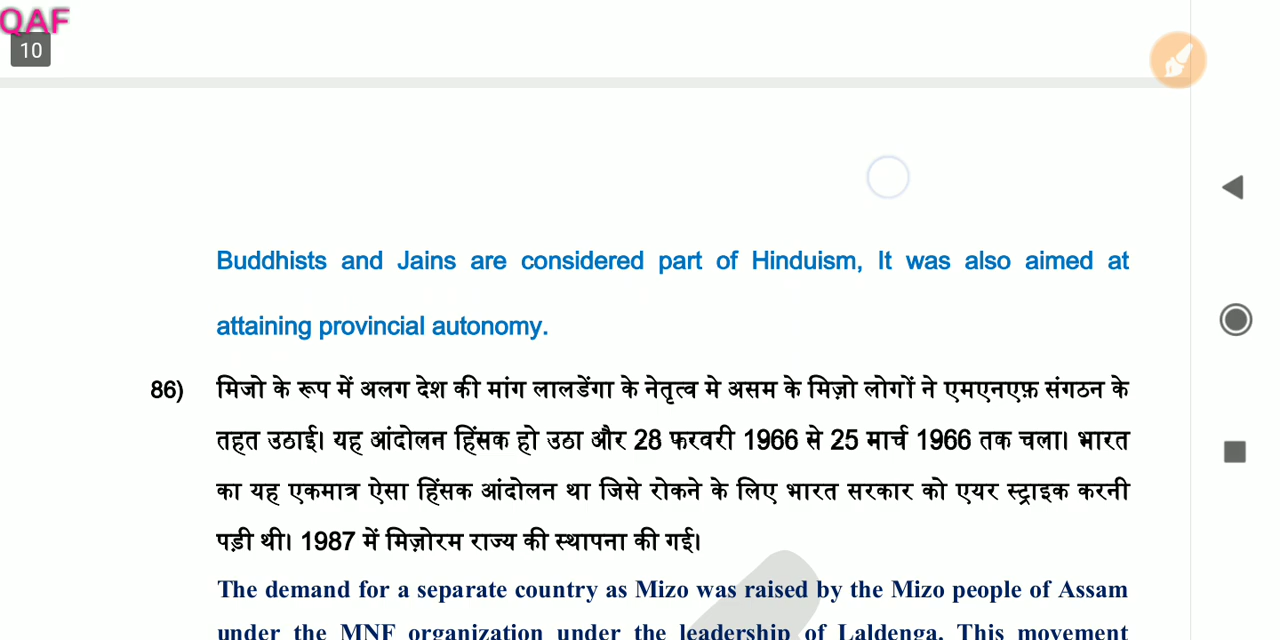 QAF
10
Buddhists and Jains are considered part of Hinduism, It was also aimed at
attaining provincial autonomy.
86) मिजो के रूप में अलग देश की मांग लालडेंगा के नेतृत्व मे असम के मिज़ो लोगों ने एमएनएफ़ संगठन के
तहत उठाई। यह आंदोलन हिंसक हो उठा और 28 फरवरी 1966 से 25 मार्च 1966 तक चला। भारत
का यह एकमात्र ऐसा हिंसक आंदोलन था जिसे रोकने के लिए भारत सरकार को एयर स्ट्राइक करनी
पड़ी थी। 1987 में मिज़ोरम राज्य की स्थापना की गई।
The demand for a separate country as Mizo was raised by the Mizo people of Assam
under the MNF organization under the leadership of Laldenga. This movement